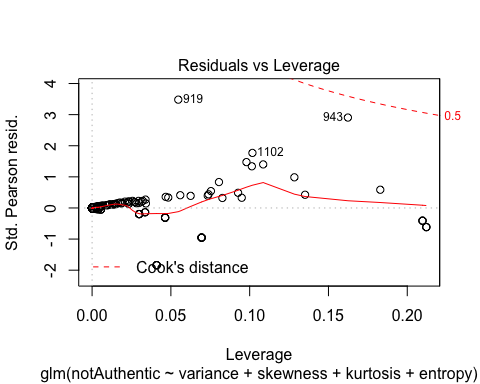 Residuals vs Leverage
Std. Pearson resid.
4
3
2
1
0
-1
-2
919
943
1102
0.5
Cook's distance
0.00 0.05 0.10 0.15 0.20
Leverage
glm(notAuthentic ~ variance + skewness + kurtosis + entropy)